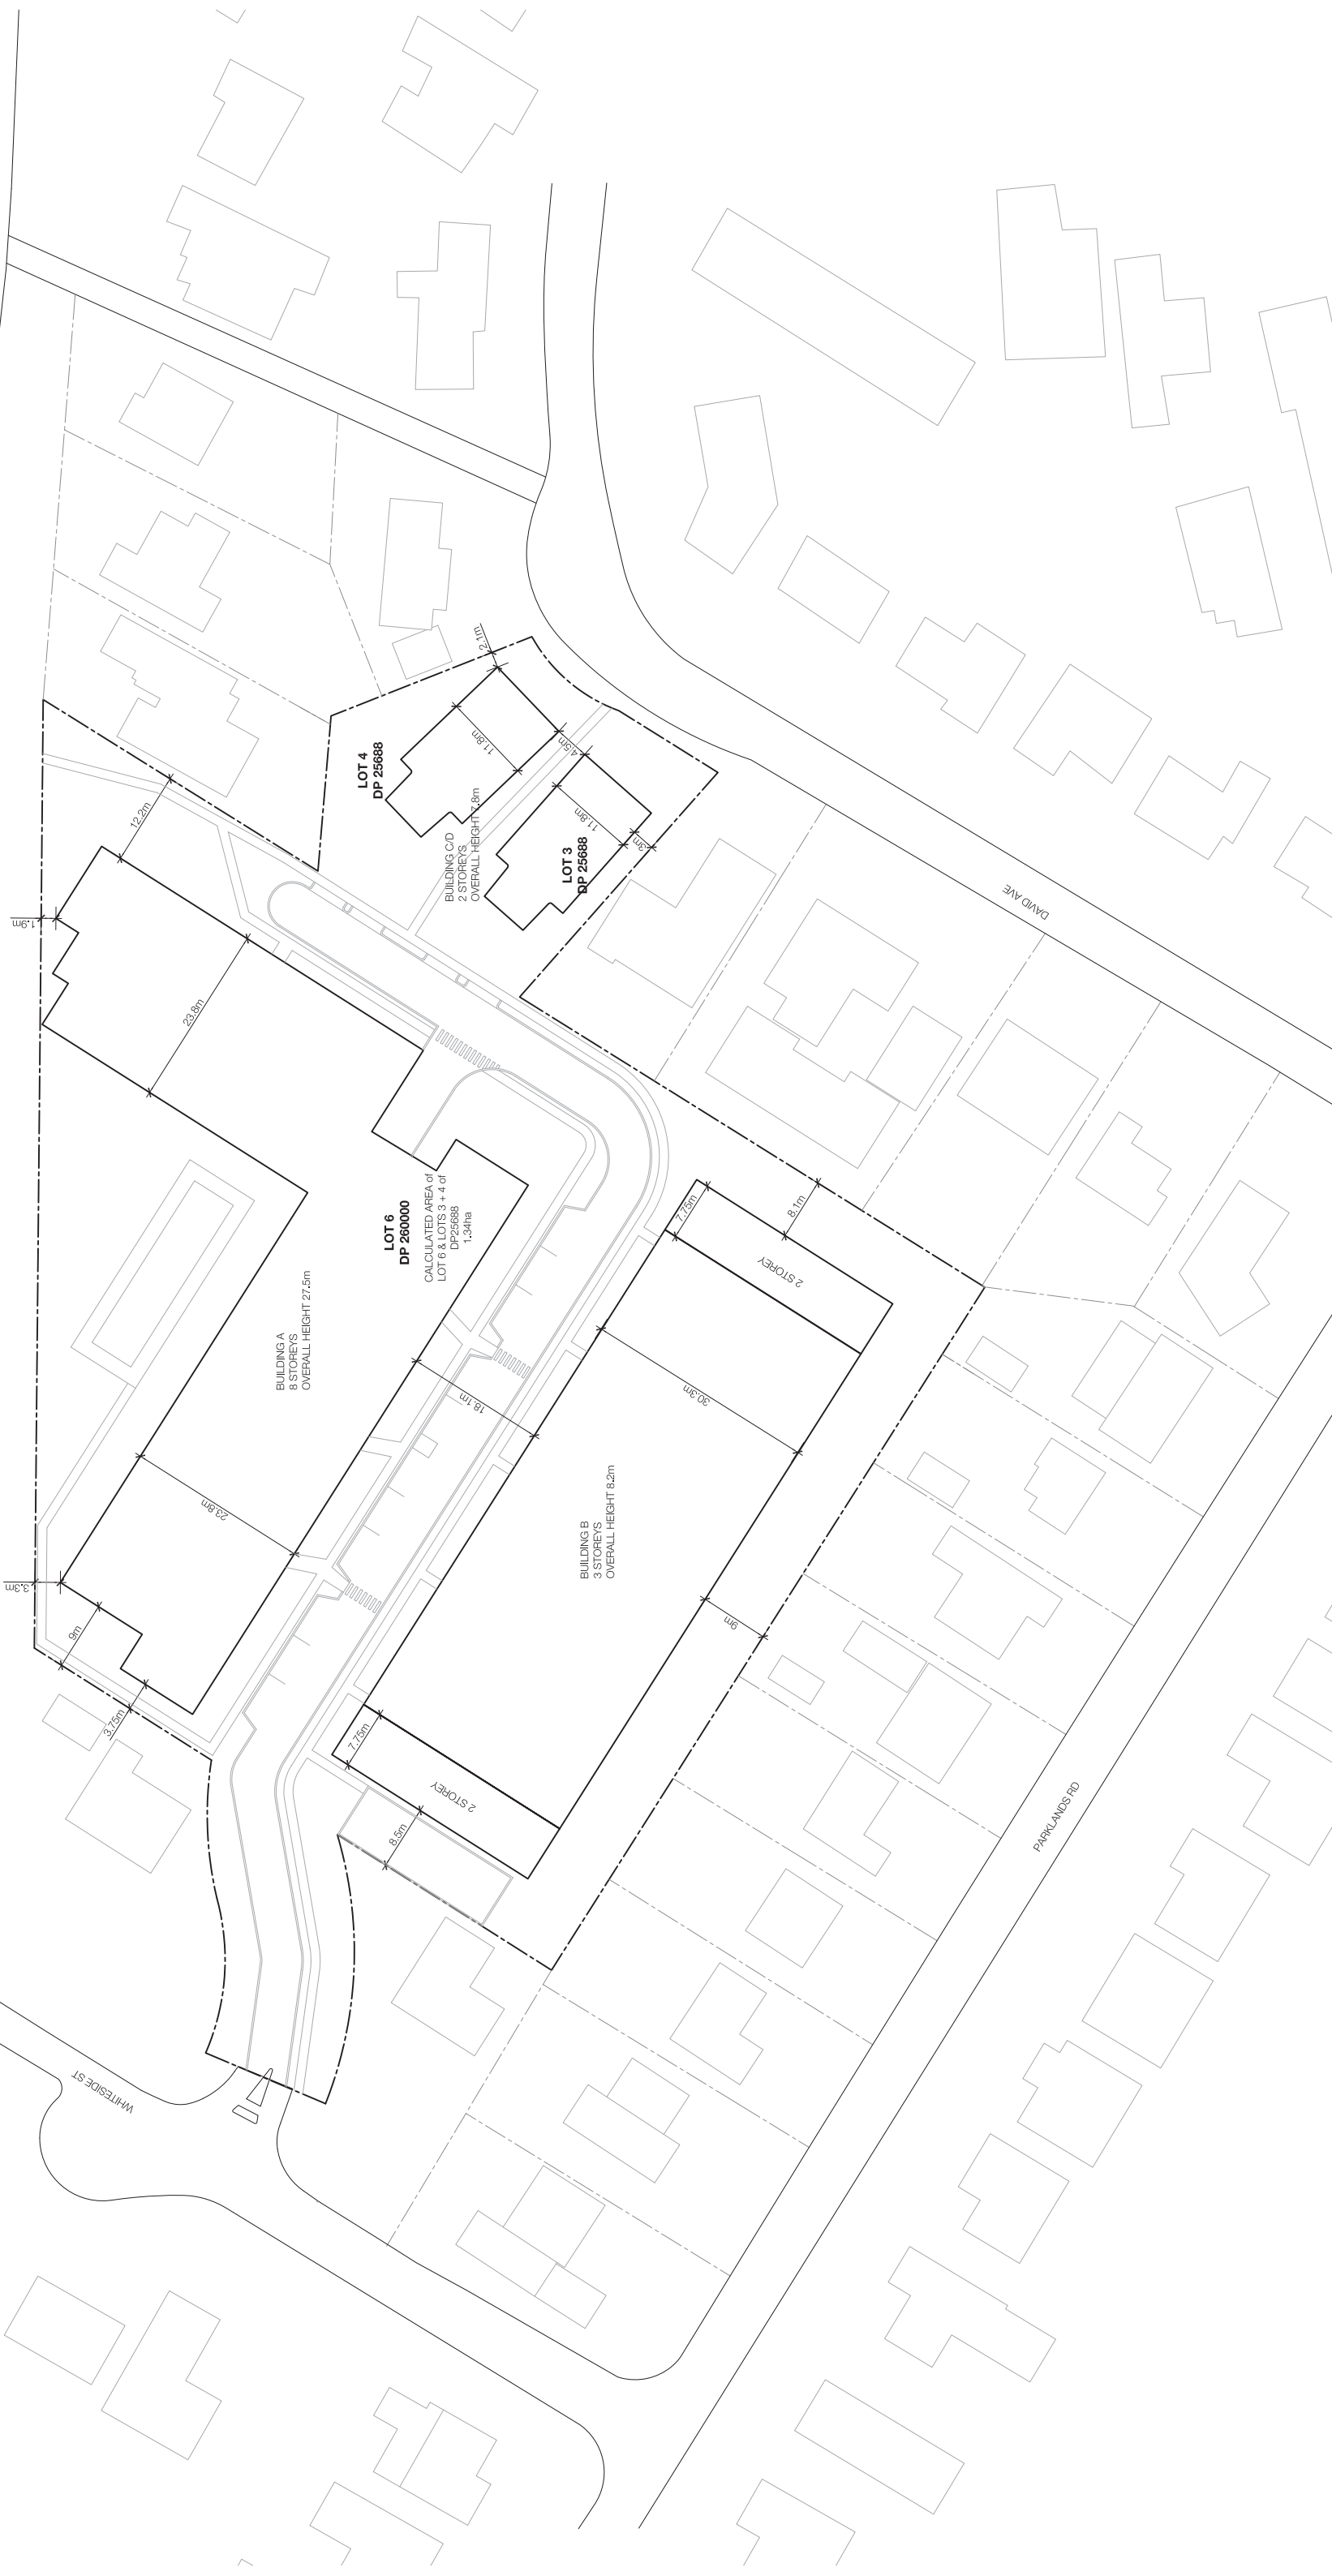 2.1m
LOT 4
DP 25688
11.8m
4.5m
12.2m
BUILDING C/D
2 STOREYS
OVERALL HEIGHT 7.8m
11.8m
3m
LOT 3
DP 25688
DAVID AVE
1.9m
23.8m
LOT 6
DP 260000
CALCULATED AREA of
LOT 6 & LOTS 3 + 4 of
DP25688
1.34ha
7.75m
8.1m
2 STOREY
BUILDING A
8 STOREYS
OVERALL HEIGHT 27.5m
18.1m
30.3m
23.8m
BUILDING B
3 STOREYS
OVERALL HEIGHT 8.2m
3.3m
9m
9m
3.75m
7.75m
2 STOREY
8.5m
PARKLANDS RD
WHITESIDE ST